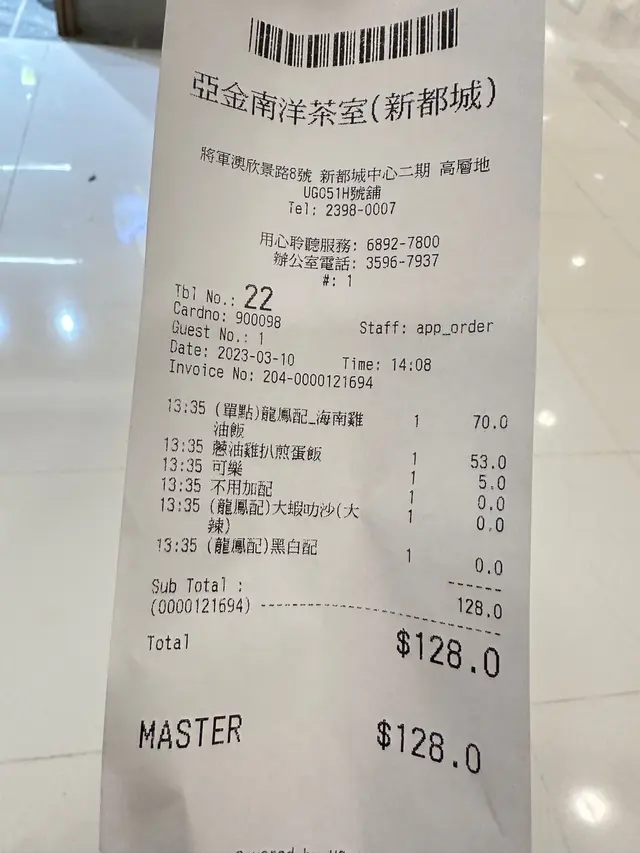 亞金南洋茶室(新都城)
將軍澳欣景路8號 新都城中心二期 高層地
UG051H號舖
Tel: 2398-0007
用心聆聽服務: 6892-7800
辦公室電話: 3596-7937
#: 1
Tbl No.: 22
Cardno: 900098
Staff: app_order
Guest No.: 1
Date: 2023-03-10 Time: 14:08
Invoice No: 204-0000121694
13:35 (單點)龍鳳配_海南雞 1 70.0
油飯
13:35 蔥油雞扒煎蛋飯 1 53.0
13:35 可樂 1 5.0
13:35 不用加配 1 0.0
13:35 (龍鳳配)大蝦叻沙(大 1 0.0
辣)
13:35 (龍鳳配)黑白配 1 0.0
Sub Total :
(0000121694) 128.0
Total $128.0
MASTER $128.0